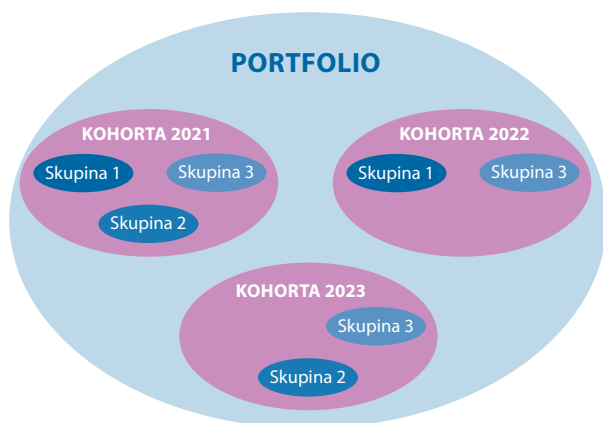 PORTFOLIO
KOHORTA 2021
Skupina 1
Skupina 3
Skupina 2
KOHORTA 2022
Skupina 1
Skupina 3
KOHORTA 2023
Skupina 3
Skupina 2